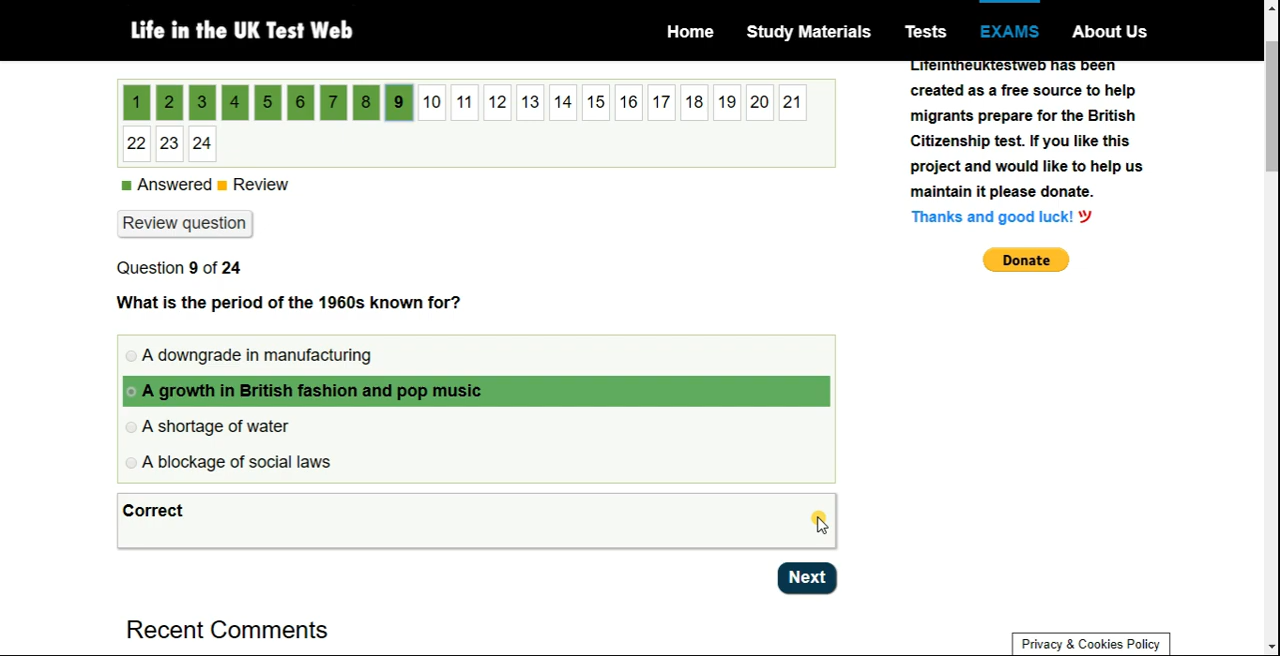 Life in the UK Test Web
Home Study Materials Tests EXAMS About Us
Lifeintheuktestweb has been
created as a free source to help
migrants prepare for the British
Citizenship test. If you like this
project and would like to help us
maintain it please donate.
Thanks and good luck! ツ
Donate
1 2 3 4 5 6 7 8 9 10 11 12 13 14 15 16 17 18 19 20 21
22 23 24
Answered Review
Review question
Question 9 of 24
What is the period of the 1960s known for?
A downgrade in manufacturing
A growth in British fashion and pop music
A shortage of water
A blockage of social laws
Correct
Next
Recent Comments
Privacy & Cookies Policy